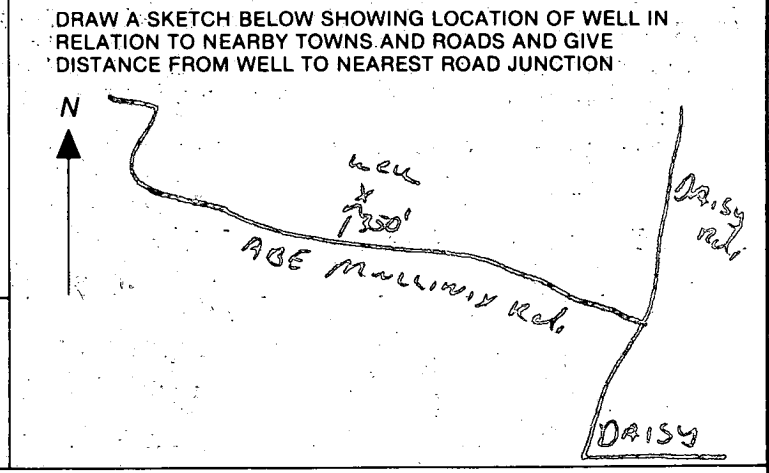 DRAW A SKETCH BELOW SHOWING LOCATION OF WELL IN
RELATION TO NEARBY TOWNS AND ROADS AND GIVE
DISTANCE FROM WELL TO NEAREST ROAD JUNCTION
N
well
350'
ABE MULLINIX Rd.
DAISY
Rd.
DAISY